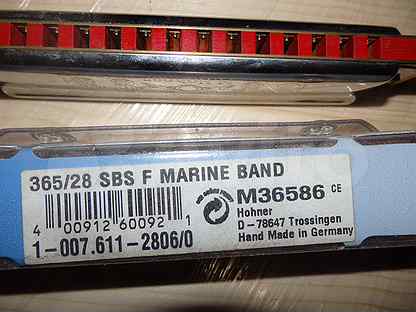 365/28 SBS F MARINE BAND
4 00912 60092 1
1-007.611-2806/0
M36586 CE
Hohner
D - 78647 Trossingen
Hand Made in Germany